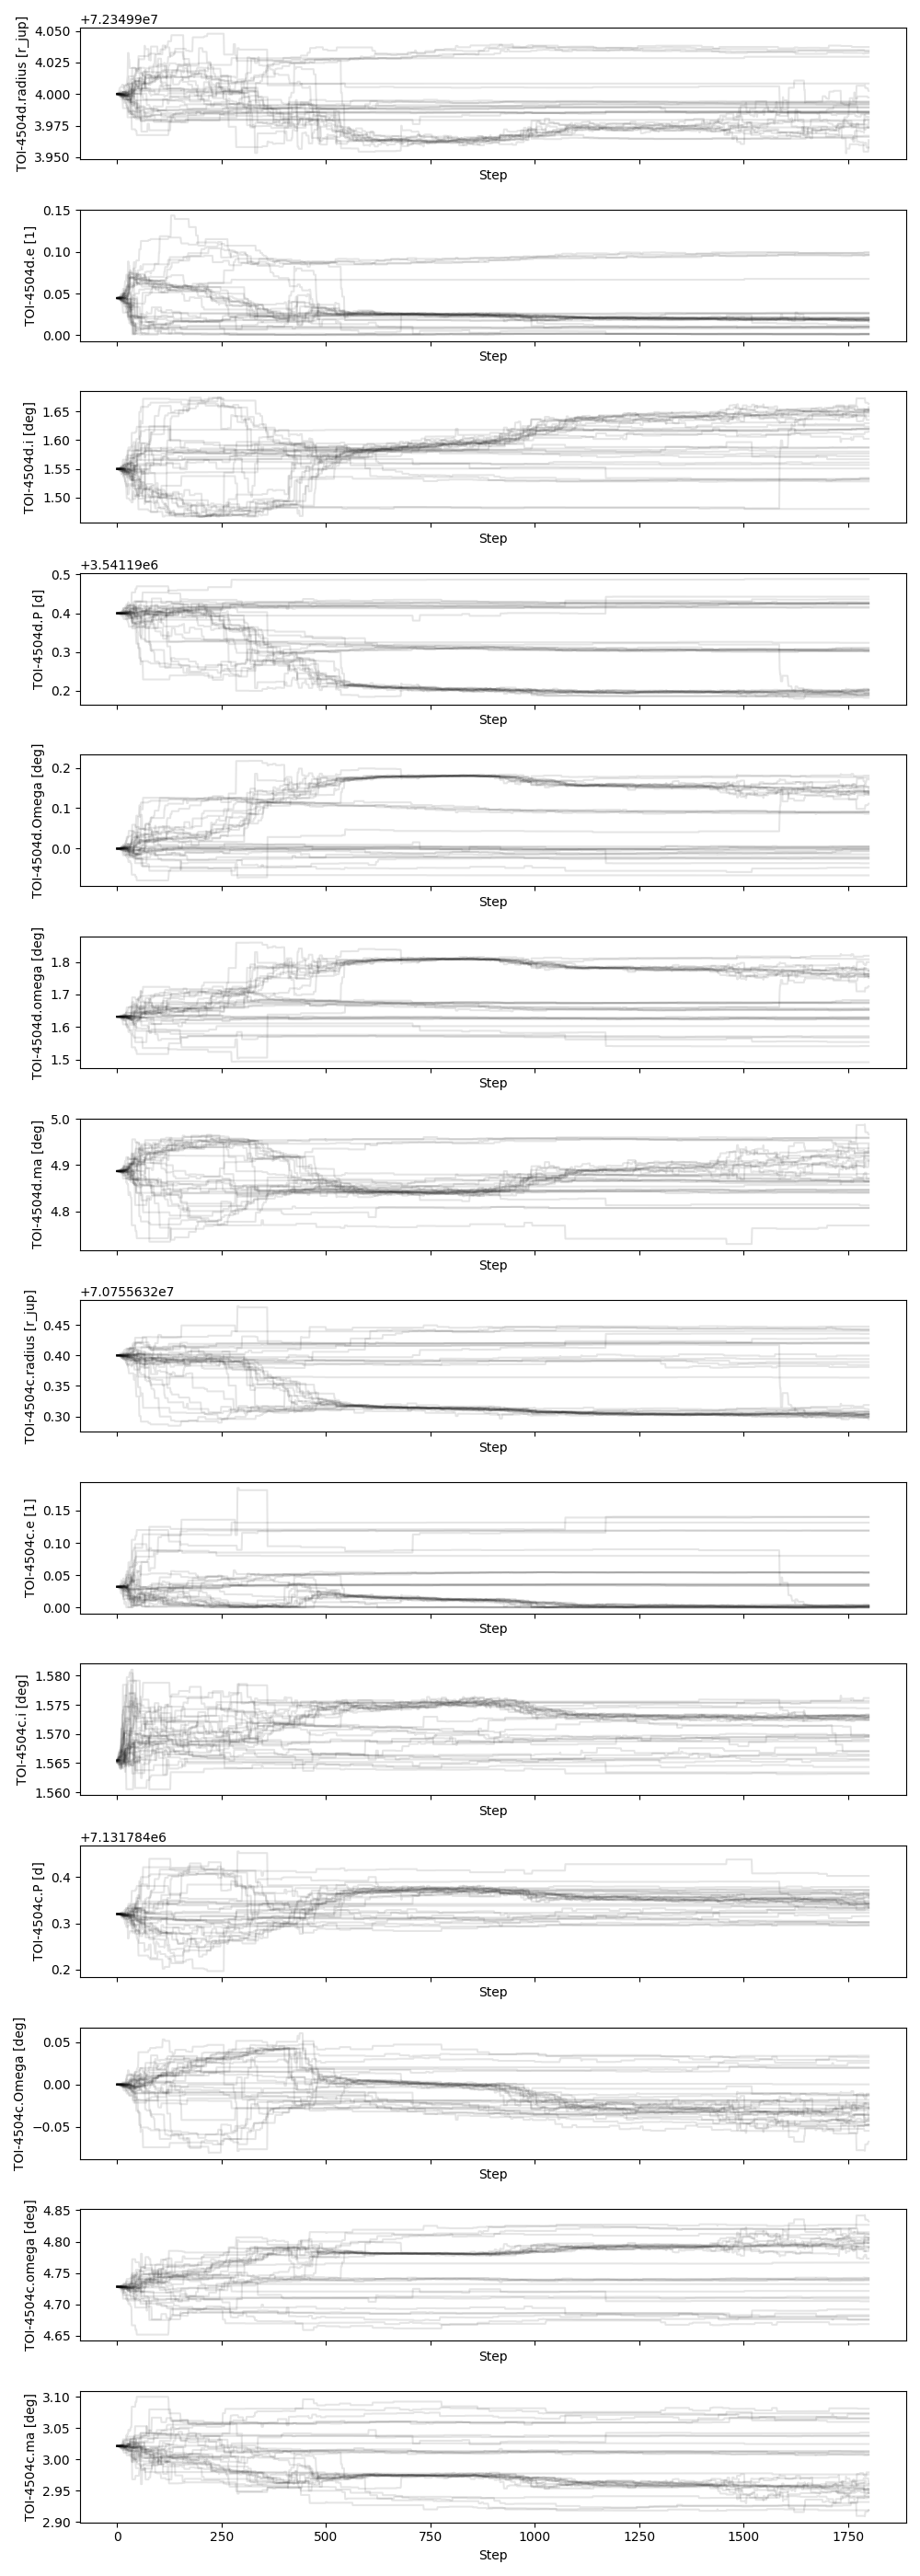 +7.23499e7
4.050
4.025
4.000
3.975
3.950
TOI-4504d.radius [r_jup]
Step
0.15
0.10
0.05
0.00
TOI-4504d.e [1]
Step
1.65
1.60
1.55
1.50
TOI-4504d.i [deg]
Step
+3.54119e6
0.5
0.4
0.3
0.2
TOI-4504d.P [d]
Step
0.2
0.1
0.0
TOI-4504d.Omega [deg]
Step
1.8
1.7
1.6
1.5
TOI-4504d.omega [deg]
Step
5.0
4.9
4.8
TOI-4504d.ma [deg]
Step
+7.0755632e7
0.45
0.40
0.35
0.30
TOI-4504c.radius [r_jup]
Step
0.15
0.10
0.05
0.00
TOI-4504c.e [1]
Step
1.580
1.575
1.570
1.565
1.560
TOI-4504c.i [deg]
Step
+7.131784e6
0.4
0.3
0.2
TOI-4504c.P [d]
Step
0.05
0.00
−0.05
TOI-4504c.Omega [deg]
Step
4.85
4.80
4.75
4.70
4.65
TOI-4504c.omega [deg]
Step
3.10
3.05
3.00
2.95
2.90
TOI-4504c.ma [deg]
0 250 500 750 1000 1250 1500 1750
Step